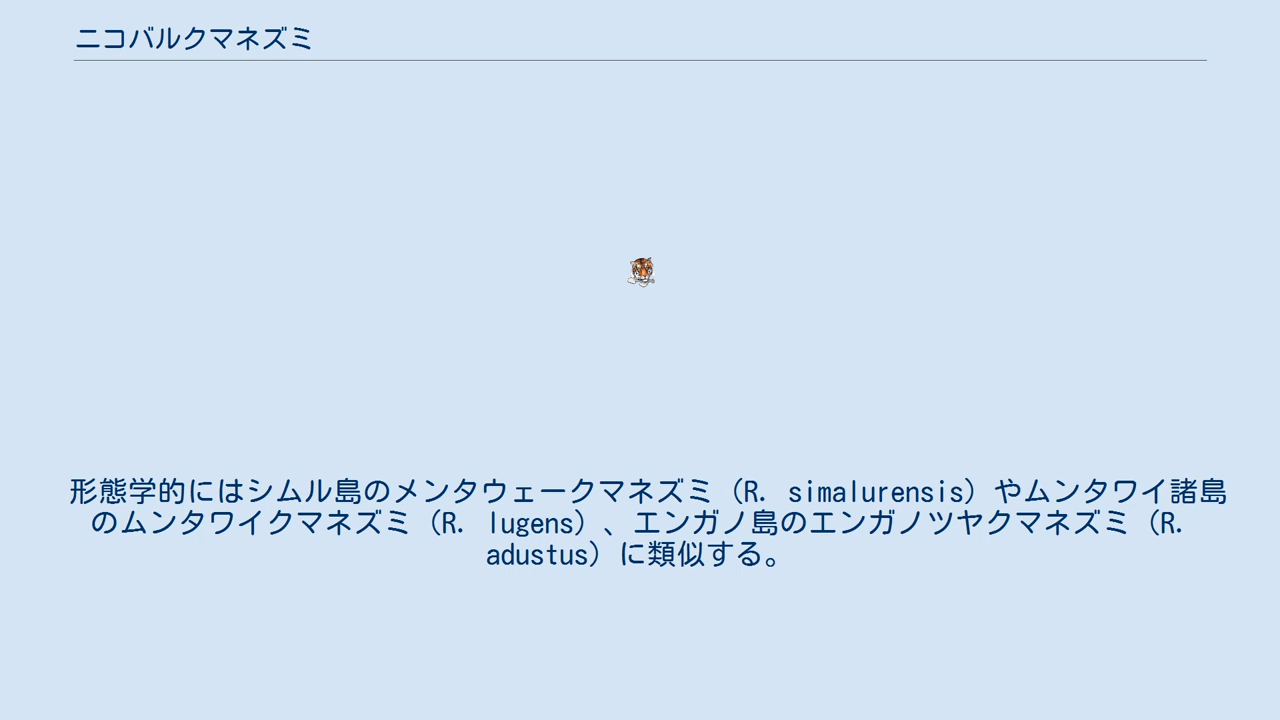 ニコバルクマネズミ
形態学的にはシムル島のメンタウェークマネズミ（R. simalurensis）やムンタワイ諸島
のムンタワイクマネズミ（R. lugens）、エンガノ島のエンガノツヤクマネズミ（R.
adustus）に類似する。